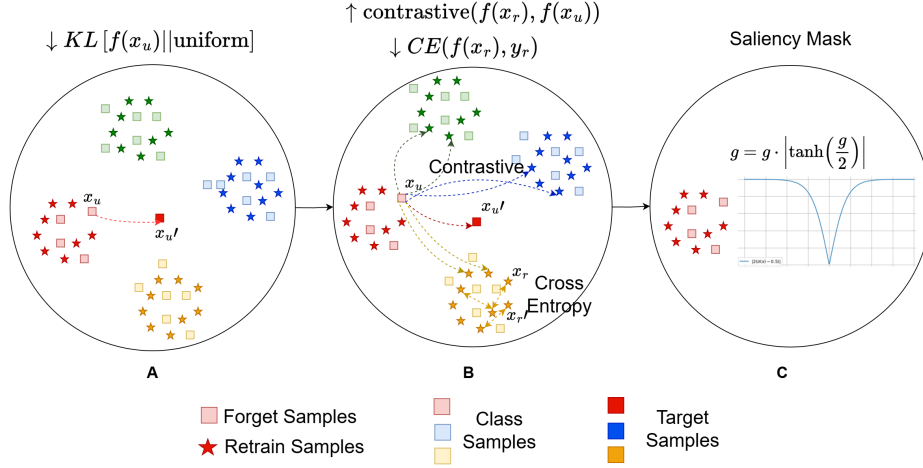 ↑ contrastive(f(x_r), f(x_u))
↓ KL [f(x_u)||uniform]
↓ CE(f(x_r), y_r)
Saliency Mask
x_u
x_u′
Contrastive
x_u
x_u′
x_r
Cross
Entropy
x_r′
g = g · |tanh(g/2)|
A
B
C
Forget Samples
Retrain Samples
Class
Samples
Target
Samples